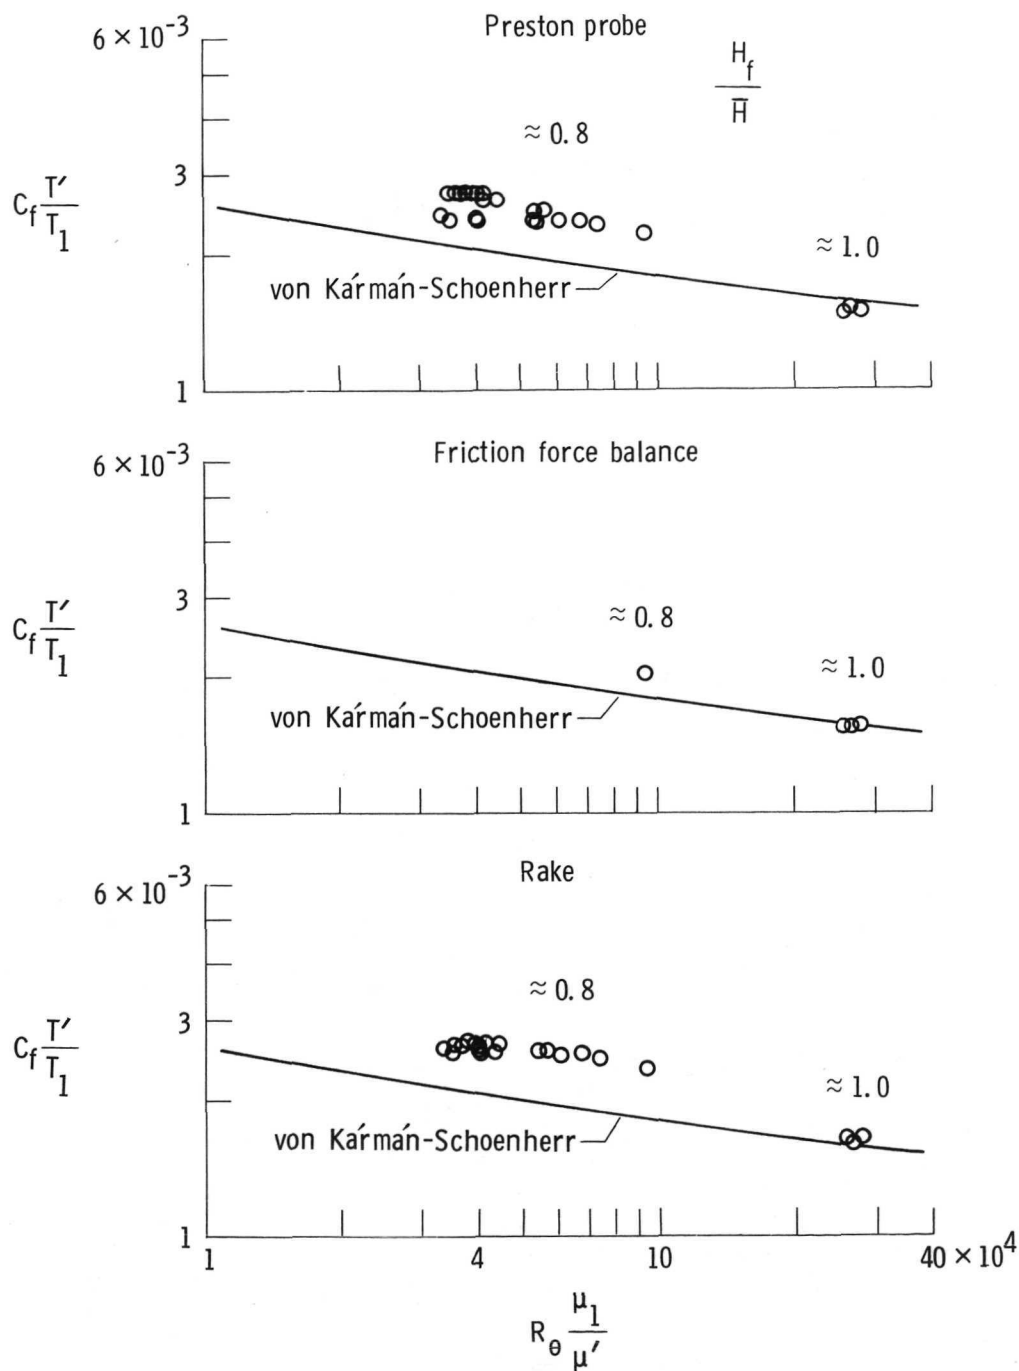 Preston probe
6 × 10⁻³
H_f / H̄
≈ 0.8
3
C_f T′/T_1
≈ 1.0
von Kármán-Schoenherr
1
Friction force balance
6 × 10⁻³
3
≈ 0.8
C_f T′/T_1
≈ 1.0
von Kármán-Schoenherr
1
Rake
6 × 10⁻³
≈ 0.8
3
C_f T′/T_1
≈ 1.0
von Kármán-Schoenherr
1
1 4 10 40 × 10⁴
R_θ μ_1/μ′